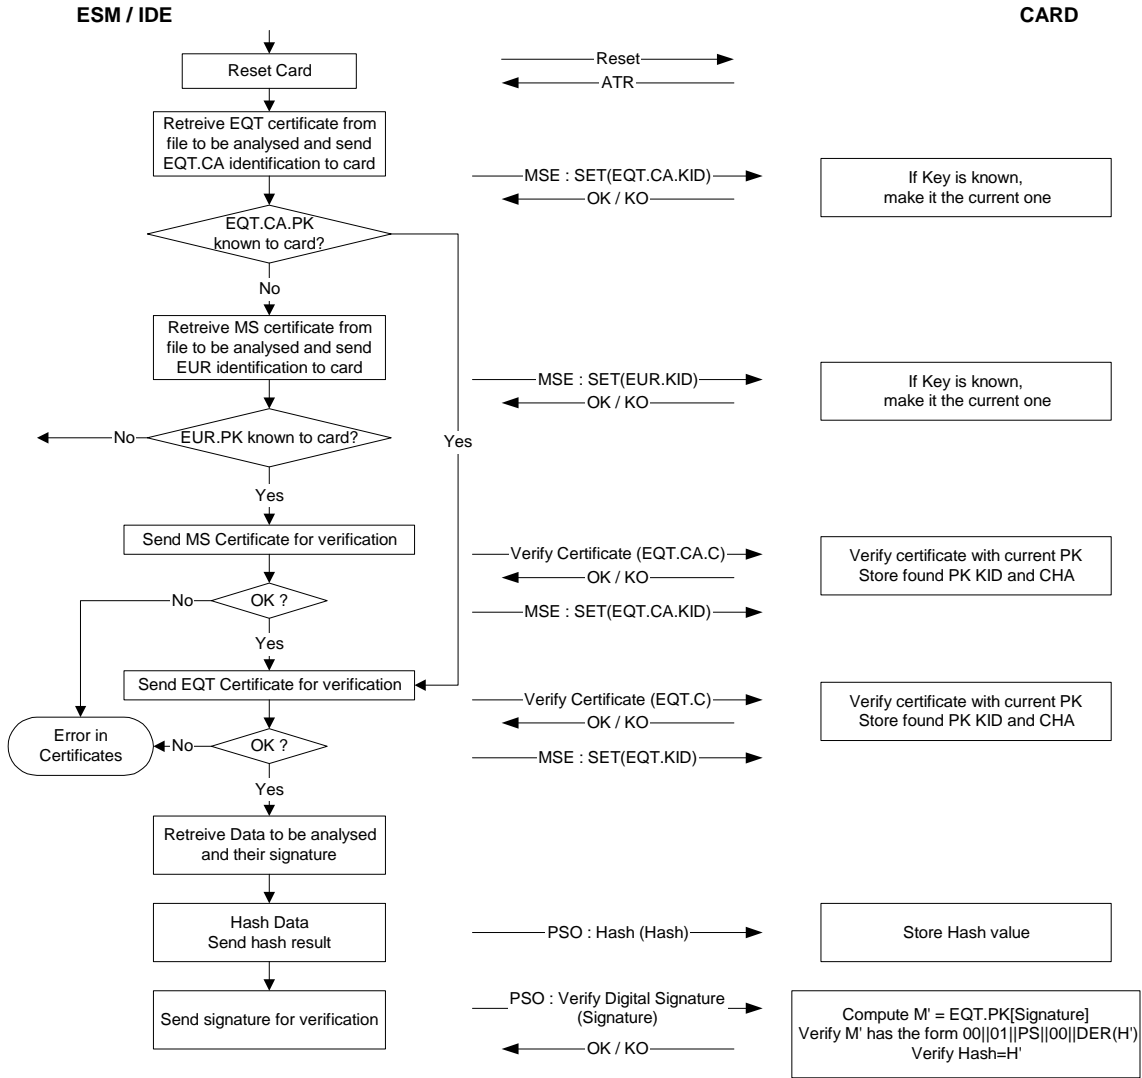 ESM / IDE
CARD
Reset Card
Reset
ATR
Retreive EQT certificate from
file to be analysed and send
EQT.CA identification to card
MSE : SET(EQT.CA.KID)
OK / KO
If Key is known,
make it the current one
EQT.CA.PK
known to card?
No
Retreive MS certificate from
file to be analysed and send
EUR identification to card
MSE : SET(EUR.KID)
OK / KO
If Key is known,
make it the current one
No
EUR.PK known to card?
Yes
Yes
Send MS Certificate for verification
Verify Certificate (EQT.CA.C)
OK / KO
Verify certificate with current PK
Store found PK KID and CHA
No
OK ?
MSE : SET(EQT.CA.KID)
Yes
Send EQT Certificate for verification
Verify Certificate (EQT.C)
OK / KO
Verify certificate with current PK
Store found PK KID and CHA
Error in
Certificates
No
OK ?
MSE : SET(EQT.KID)
Yes
Retreive Data to be analysed
and their signature
Hash Data
Send hash result
PSO : Hash (Hash)
Store Hash value
Send signature for verification
PSO : Verify Digital Signature
(Signature)
OK / KO
Compute M' = EQT.PK[Signature]
Verify M' has the form 00||01||PS||00||DER(H')
Verify Hash=H'